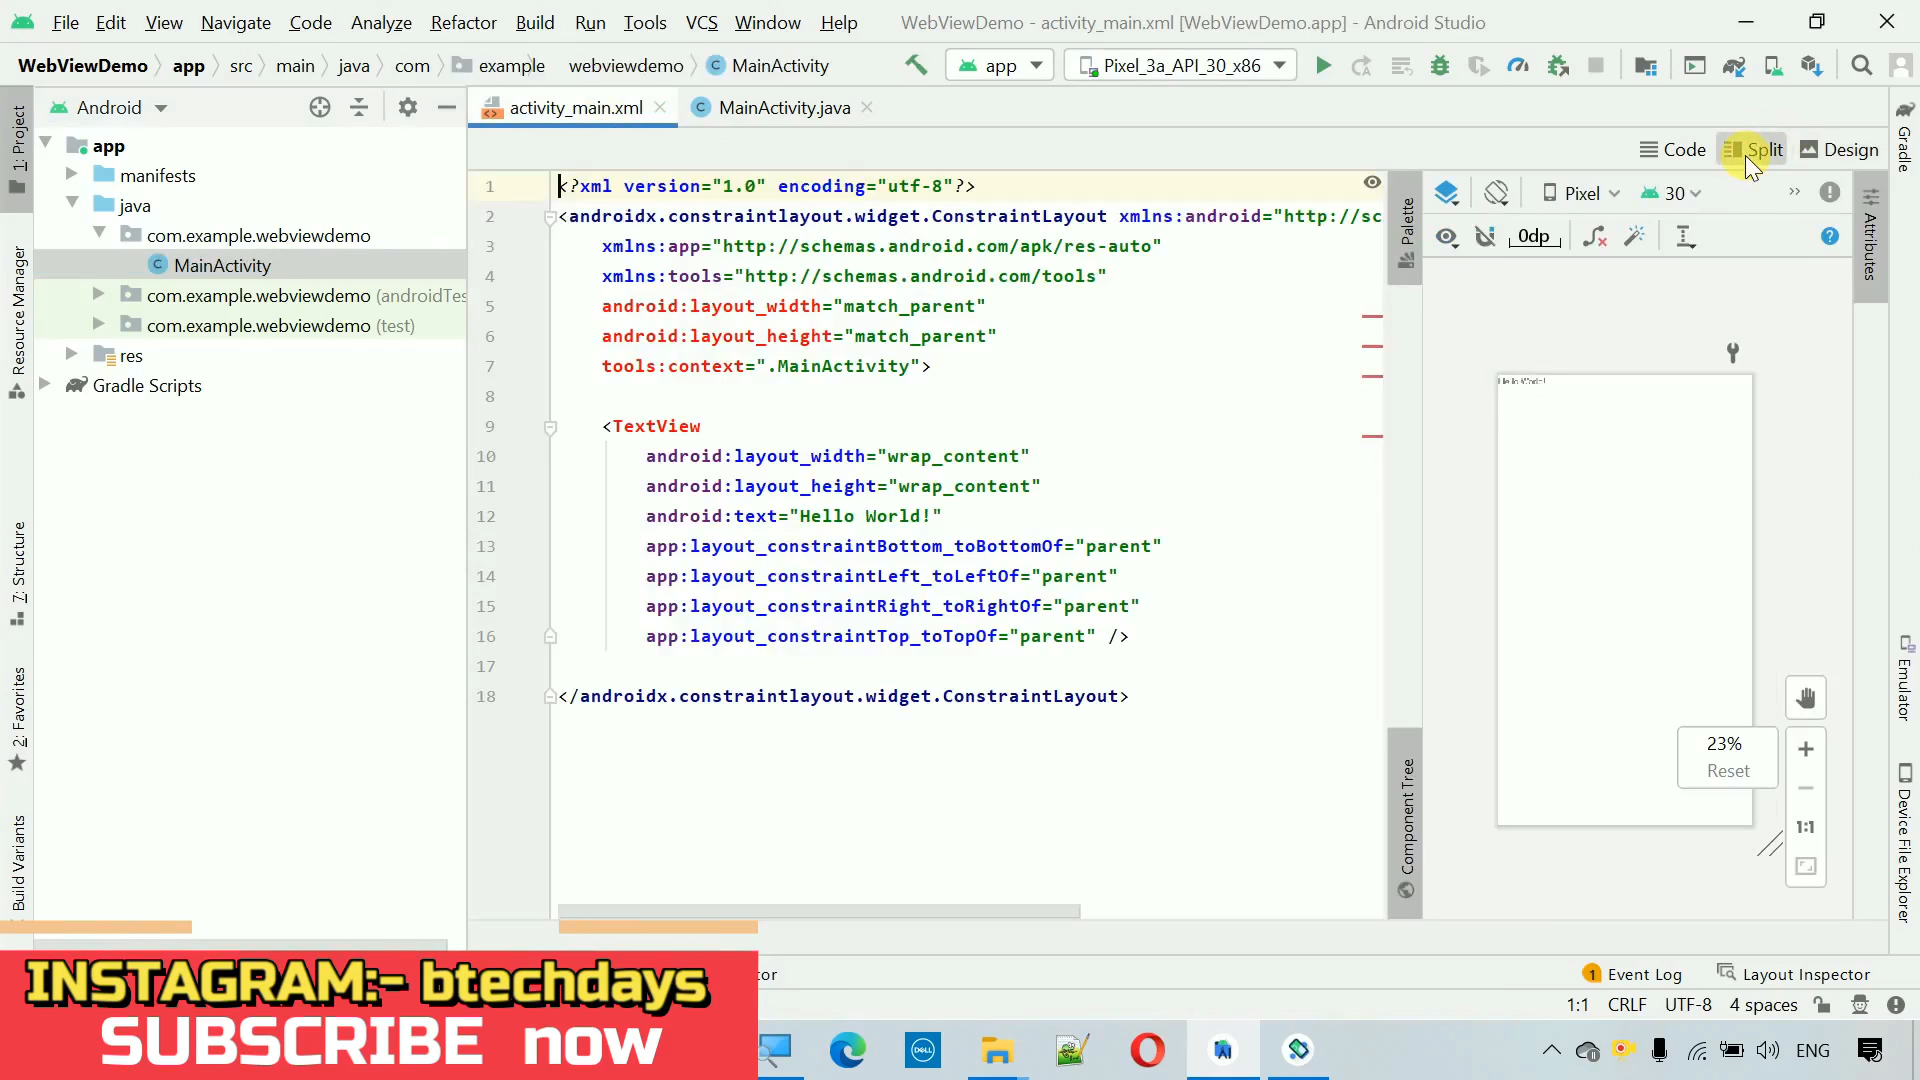 File Edit View Navigate Code Analyze Refactor Build Run Tools VCS Window Help WebViewDemo - activity_main.xml [WebViewDemo.app] - Android Studio
WebViewDemo app src main java com example webviewdemo MainActivity app Pixel_3a_API_30_x86
Android
activity_main.xml MainActivity.java
Code Split Design
1: Project
Resource Manager
7: Structure
2: Favorites
Build Variants
app
manifests
java
com.example.webviewdemo
MainActivity
com.example.webviewdemo (androidTes
com.example.webviewdemo (test)
res
Gradle Scripts
1 <?xml version="1.0" encoding="utf-8"?>
2 <androidx.constraintlayout.widget.ConstraintLayout xmlns:android="http://sc
3 xmlns:app="http://schemas.android.com/apk/res-auto"
4 xmlns:tools="http://schemas.android.com/tools"
5 android:layout_width="match_parent"
6 android:layout_height="match_parent"
7 tools:context=".MainActivity">
8
9 <TextView
10 android:layout_width="wrap_content"
11 android:layout_height="wrap_content"
12 android:text="Hello World!"
13 app:layout_constraintBottom_toBottomOf="parent"
14 app:layout_constraintLeft_toLeftOf="parent"
15 app:layout_constraintRight_toRightOf="parent"
16 app:layout_constraintTop_toTopOf="parent" />
17
18 </androidx.constraintlayout.widget.ConstraintLayout>
Palette
Component Tree
Pixel 30
0dp
Hello World!
23%
Reset
1:1
Attributes
Gradle
Emulator
Device File Explorer
tor
1 Event Log Layout Inspector
1:1 CRLF UTF-8 4 spaces
INSTAGRAM:- btechdays
SUBSCRIBE now
DELL
ENG